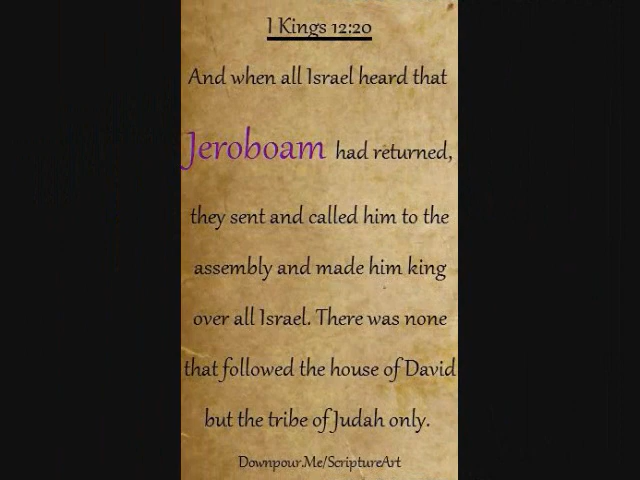 I Kings 12:20
And when all Israel heard that
Jeroboam had returned,
they sent and called him to the
assembly and made him king
over all Israel. There was none
that followed the house of David
but the tribe of Judah only.
Downpour.Me/ScriptureArt